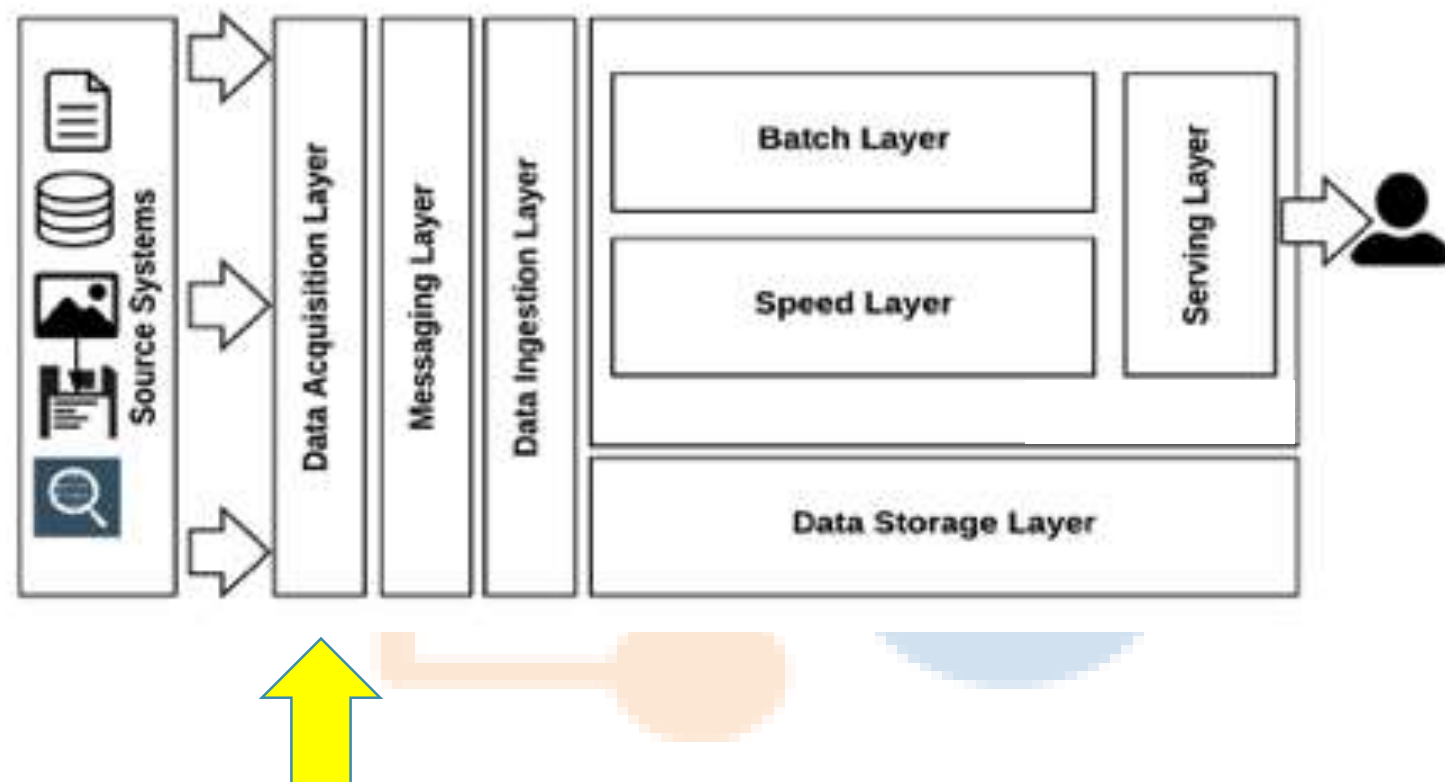 Source Systems
Data Acquisition Layer
Messaging Layer
Data Ingestion Layer
Batch Layer
Speed Layer
Serving Layer
Data Storage Layer